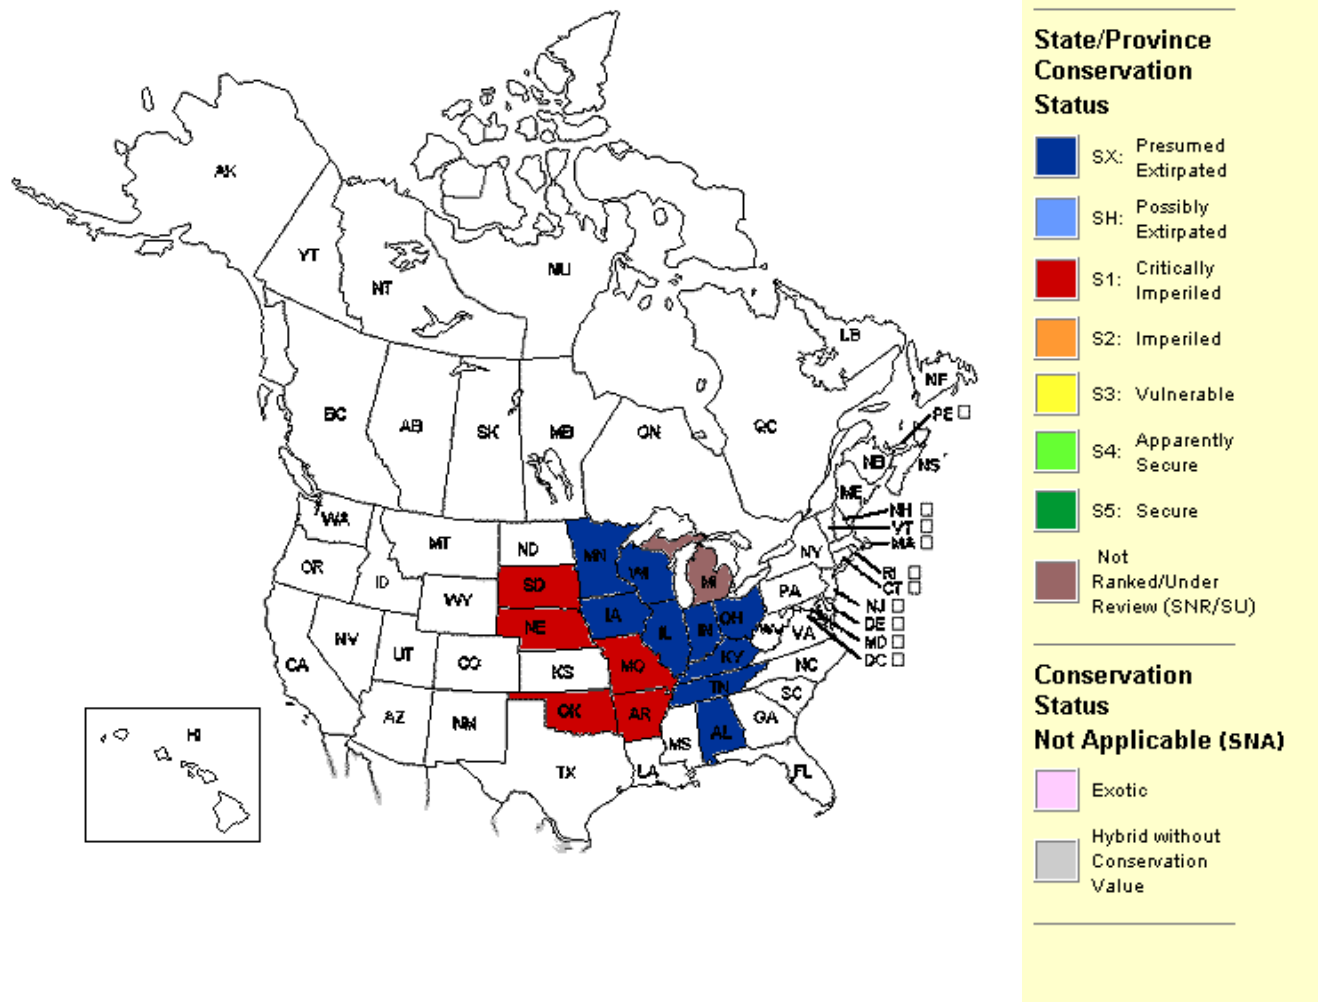 AK
YT
NT
NU
LB
NF
PE
BC
AB
SK
MB
ON
QC
NB
NS
ME
WA
MT
ND
MN
NH
VT
MA
OR
ID
WY
SD
WI
MI
NY
RI
CT
PA
NJ
NE
IA
IL
IN
OH
WV
VA
DE
MD
DC
CA
NV
UT
CO
KS
MO
KY
NC
TN
SC
AZ
NM
OK
AR
GA
HI
MS
AL
TX
LA
FL
State/Province
Conservation
Status
SX: Presumed
Extirpated
SH: Possibly
Extirpated
S1: Critically
Imperiled
S2: Imperiled
S3: Vulnerable
S4: Apparently
Secure
S5: Secure
Not
Ranked/Under
Review (SNR/SU)
Conservation
Status
Not Applicable (SNA)
Exotic
Hybrid without
Conservation
Value